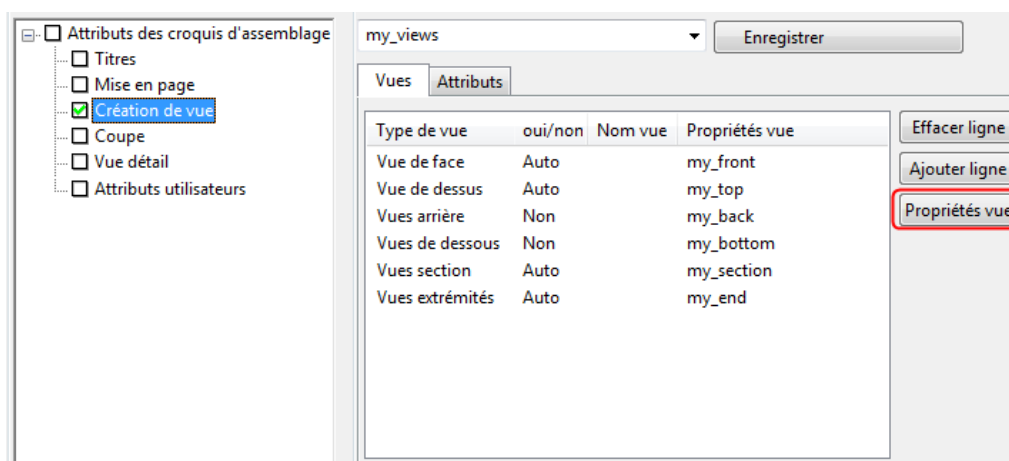 Attributs des croquis d'assemblage
Titres
Mise en page
Création de vue
Coupe
Vue détail
Attributs utilisateurs
my_views
Enregistrer
Vues Attributs
Type de vue oui/non Nom vue Propriétés vue
Vue de face Auto my_front
Vue de dessus Auto my_top
Vues arrière Non my_back
Vues de dessous Non my_bottom
Vues section Auto my_section
Vues extrémités Auto my_end
Effacer ligne
Ajouter ligne
Propriétés vue